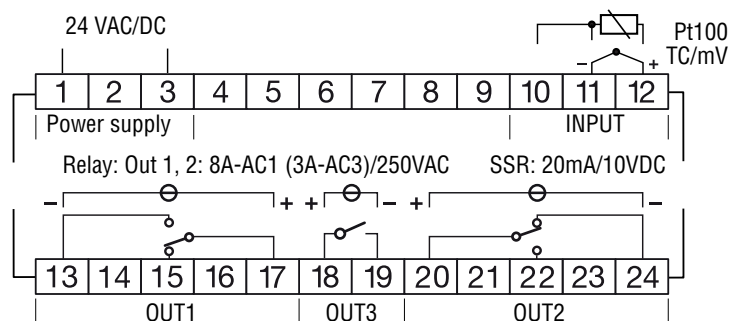 24 VAC/DC
Pt100
TC/mV
− +
1 2 3 4 5 6 7 8 9 10 11 12
Power supply INPUT
Relay: Out 1, 2: 8A-AC1 (3A-AC3)/250VAC SSR: 20mA/10VDC
− + + − + −
13 14 15 16 17 18 19 20 21 22 23 24
OUT1 OUT3 OUT2